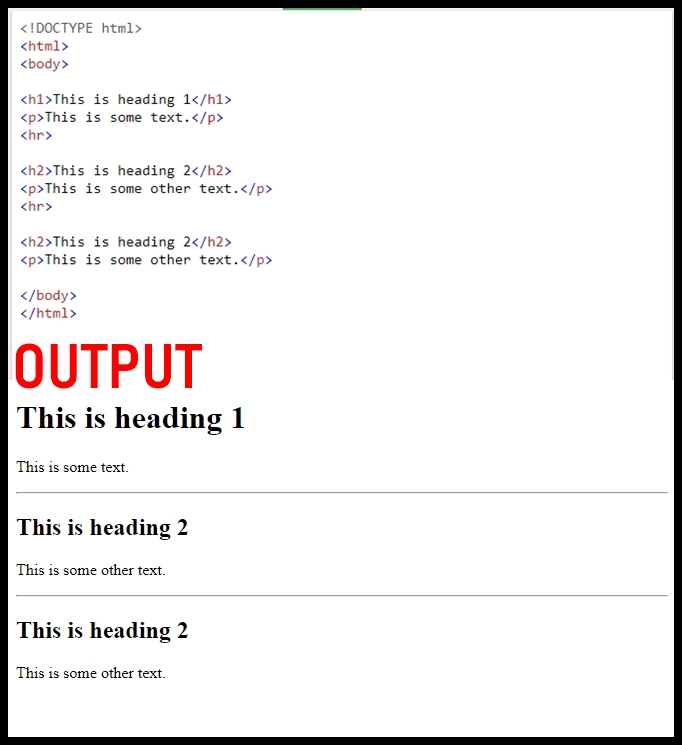 <!DOCTYPE html>
<html>
<body>
<h1>This is heading 1</h1>
<p>This is some text.</p>
<hr>
<h2>This is heading 2</h2>
<p>This is some other text.</p>
<hr>
<h2>This is heading 2</h2>
<p>This is some other text.</p>
</body>
</html>
OUTPUT
This is heading 1
This is some text.
This is heading 2
This is some other text.
This is heading 2
This is some other text.